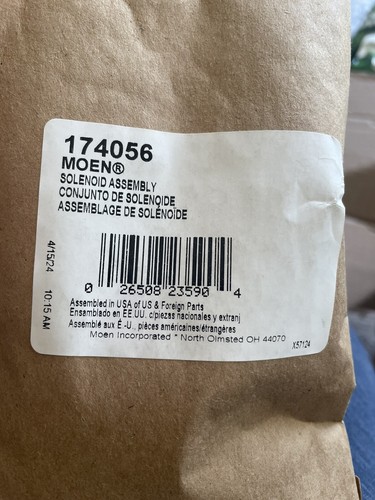 174056
MOEN®
SOLENOID ASSEMBLY
CONJUNTO DE SOLENOIDE
ASSEMBLAGE DE SOLÉNOÏDE
4/15/24 10:15 AM
0 26508 23590 4
Assembled in USA of US & Foreign Parts
Ensamblado en EE.UU. c/piezas nacionales y extranj
Assemblé aux É.-U., pièces américaines/étrangères
Moen Incorporated * North Olmsted OH 44070
X57124